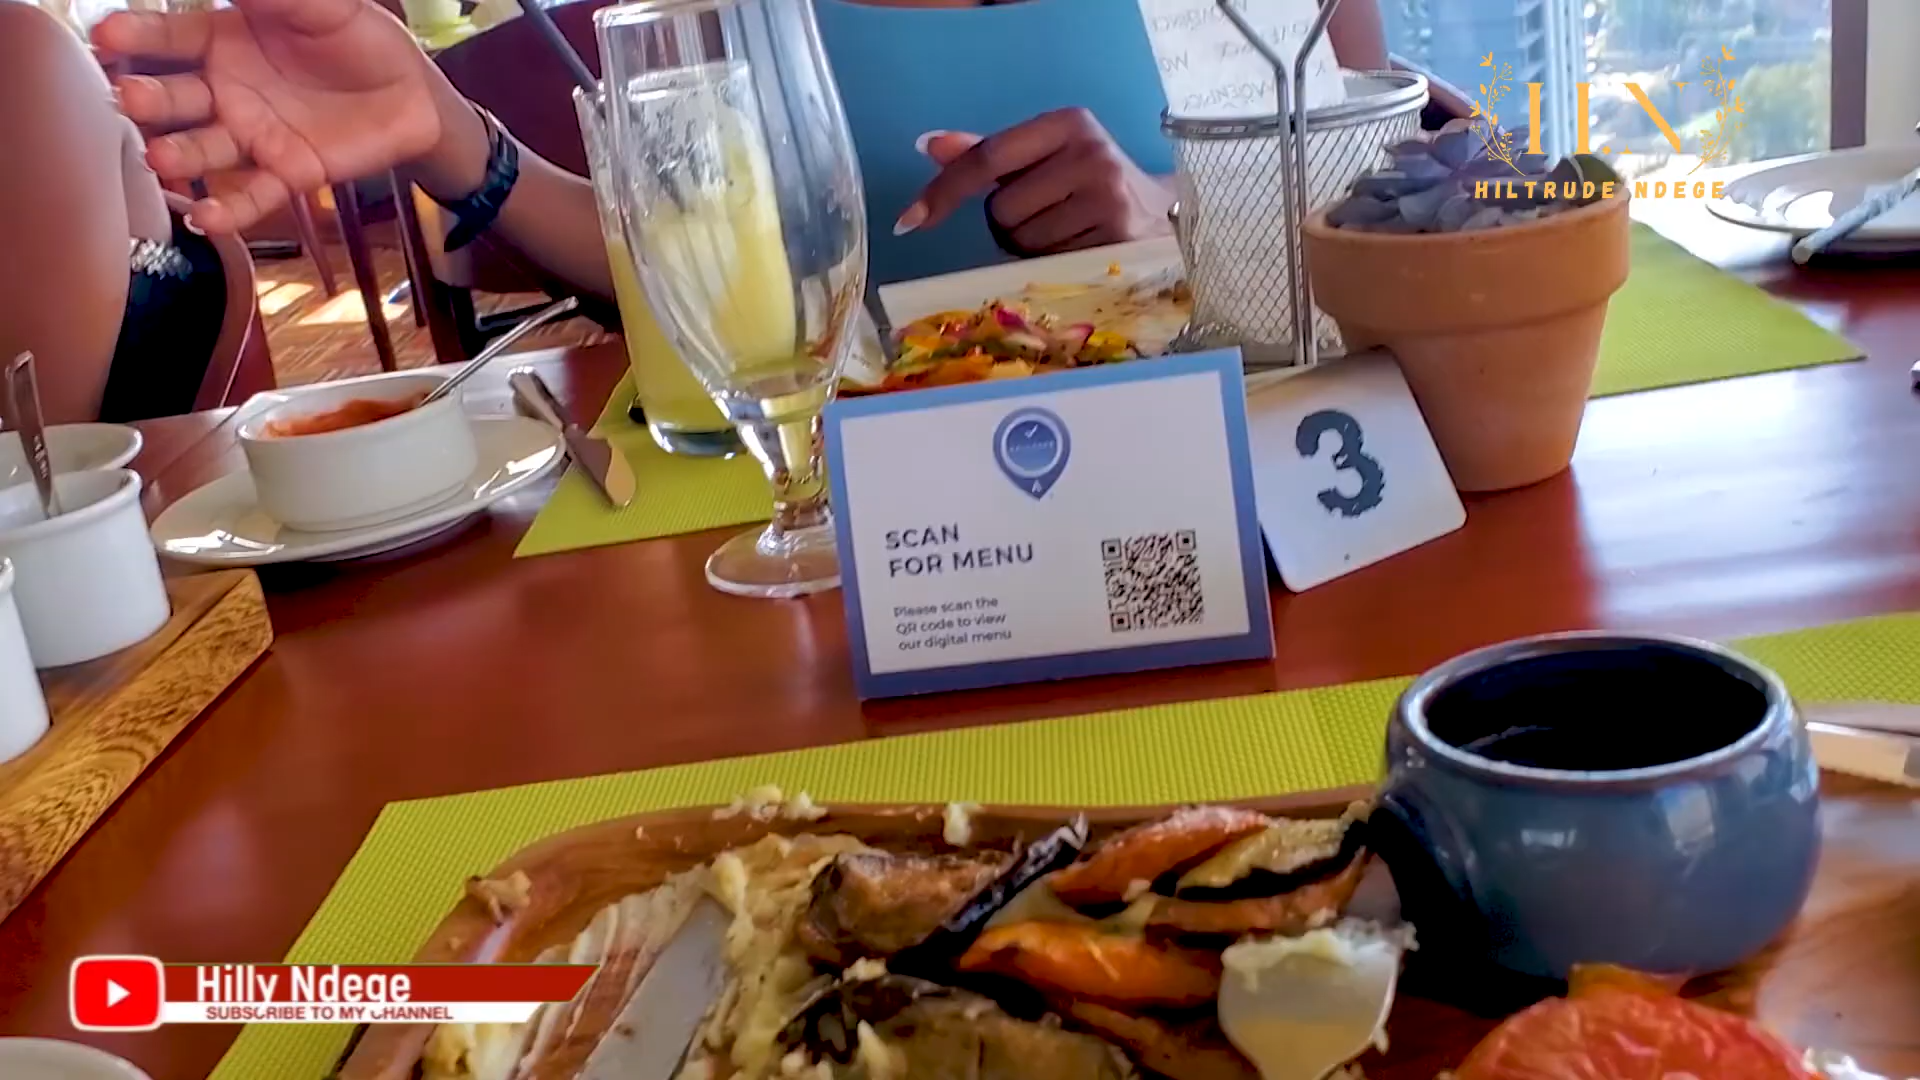 HN
HILTRUDE NDEGE
SCAN
FOR MENU
Please scan the
QR code to view
our digital menu
3
Hilly Ndege
SUBSCRIBE TO MY CHANNEL